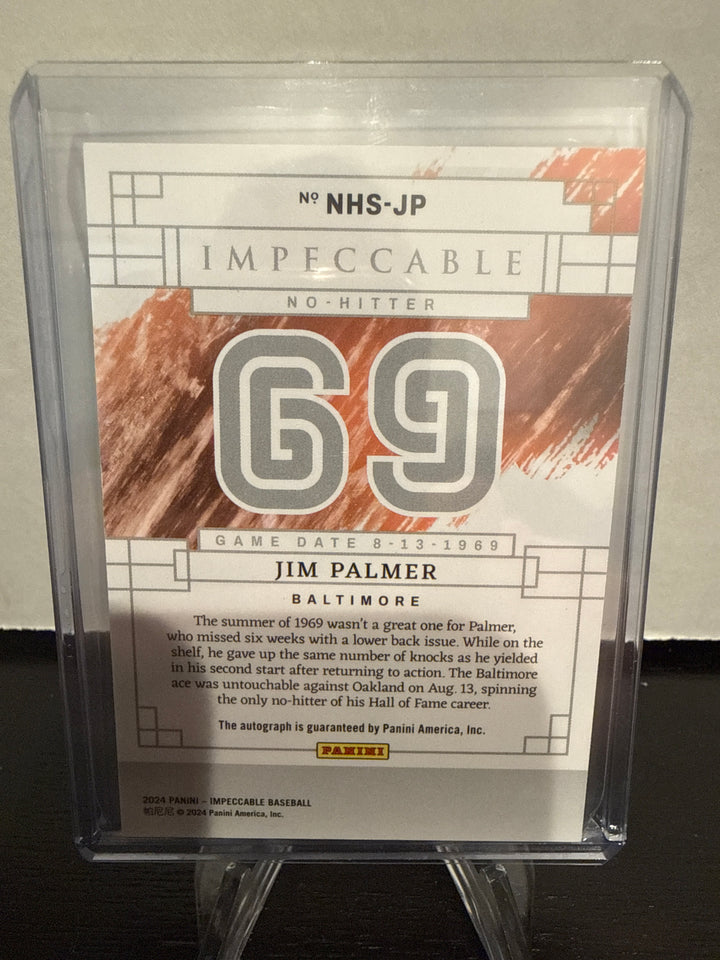 Nº NHS-JP
IMPECCABLE
NO-HITTER
69
GAME DATE 8-13-1969
JIM PALMER
BALTIMORE
The summer of 1969 wasn't a great one for Palmer,
who missed six weeks with a lower back issue. While on the
shelf, he gave up the same number of knocks as he yielded
in his second start after returning to action. The Baltimore
ace was untouchable against Oakland on Aug. 13, spinning
the only no-hitter of his Hall of Fame career.
The autograph is guaranteed by Panini America, Inc.
PANINI
2024 PANINI – IMPECCABLE BASEBALL
帕尼尼 © 2024 Panini America, Inc.